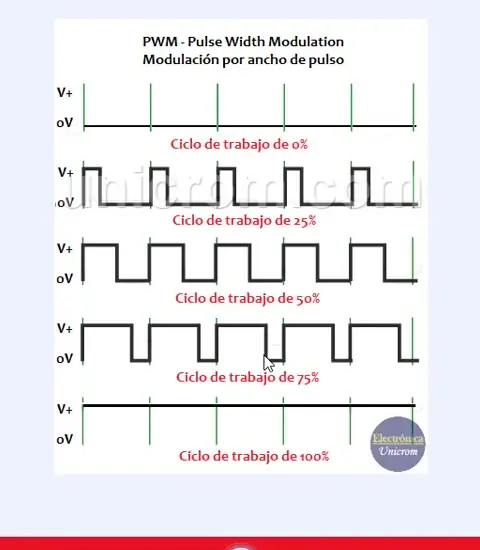 PWM - Pulse Width Modulation
Modulación por ancho de pulso
V+
0V
Ciclo de trabajo de 0%
V+
0V
unicrom.com
Ciclo de trabajo de 25%
V+
0V
Ciclo de trabajo de 50%
V+
0V
Ciclo de trabajo de 75%
V+
0V
Ciclo de trabajo de 100%
Electrónica
Unicrom